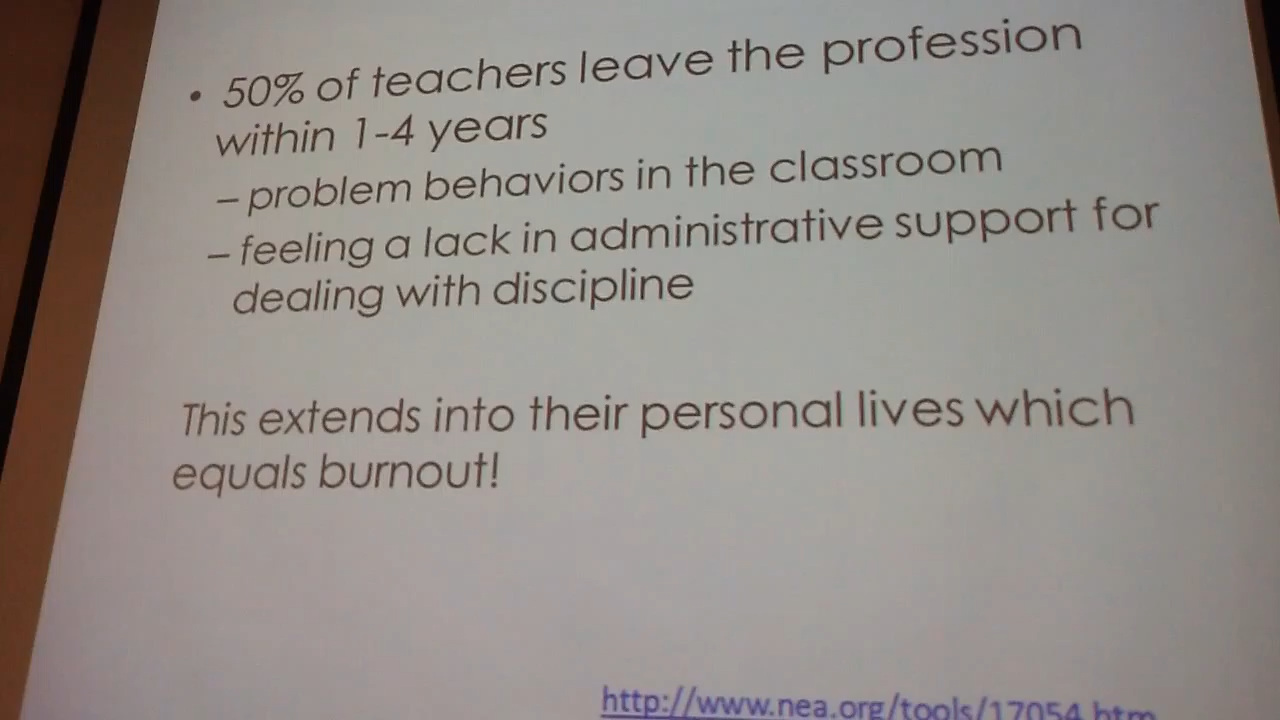 • 50% of teachers leave the profession
within 1-4 years
– problem behaviors in the classroom
– feeling a lack in administrative support for
dealing with discipline
This extends into their personal lives which
equals burnout!
http://www.nea.org/tools/17054.htm